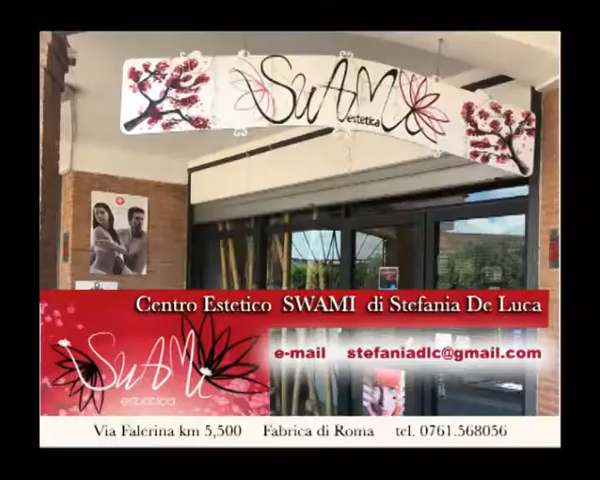 SwAMi
estetica
Centro Estetico SWAMI di Stefania De Luca
SwAMi
estetica
e-mail stefaniadlc@gmail.com
Via Falerina km 5,500 Fabrica di Roma tel. 0761.568056